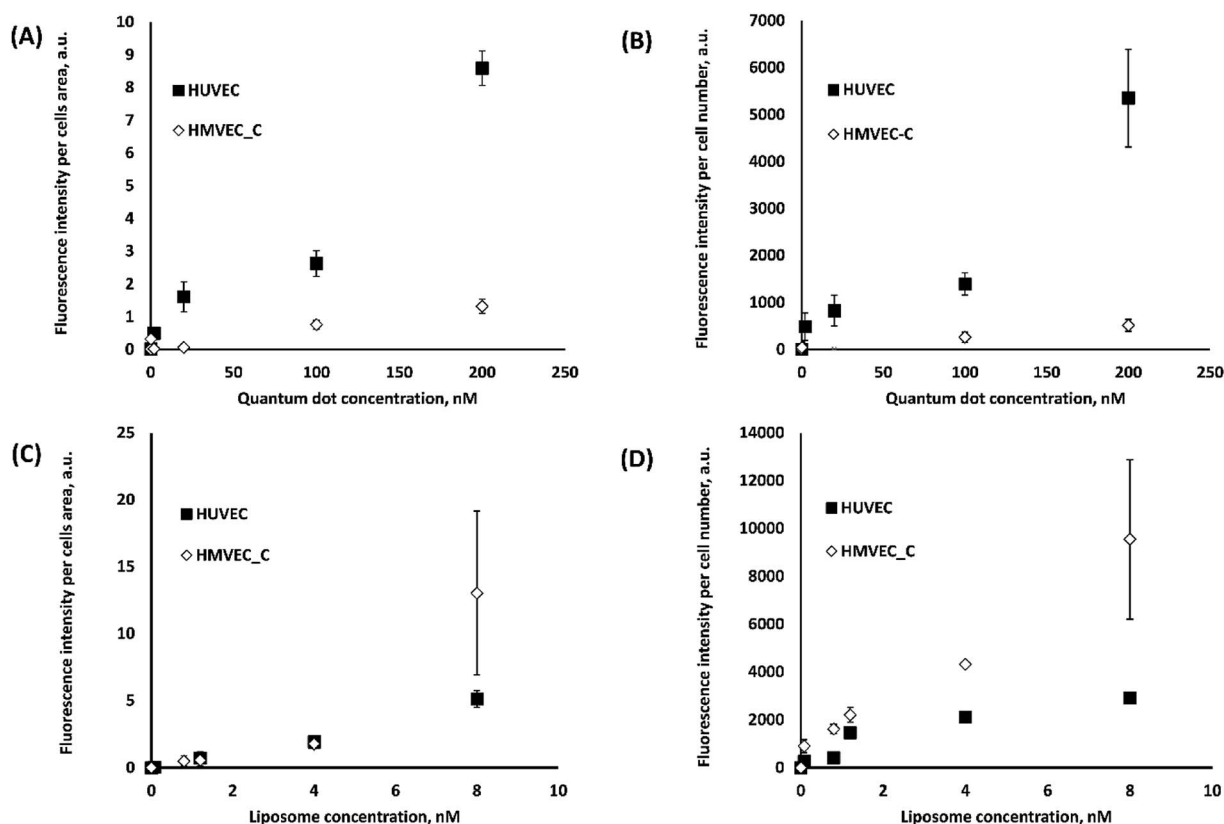 (A)
Fluorescence intensity per cells area, a.u.
10
9
8
7
6
5
4
3
2
1
0
HUVEC
HMVEC_C
0 50 100 150 200 250
Quantum dot concentration, nM
(B)
Fluorescence intensity per cell number, a.u.
7000
6000
5000
4000
3000
2000
1000
0
HUVEC
HMVEC-C
0 50 100 150 200 250
Quantum dot concentration, nM
(C)
Fluorescence intensity per cells area, a.u.
25
20
15
10
5
0
HUVEC
HMVEC_C
0 2 4 6 8 10
Liposome concentration, nM
(D)
Fluorescence intensity per cell number, a.u.
14000
12000
10000
8000
6000
4000
2000
0
HUVEC
HMVEC_C
0 2 4 6 8 10
Liposome concentration, nM